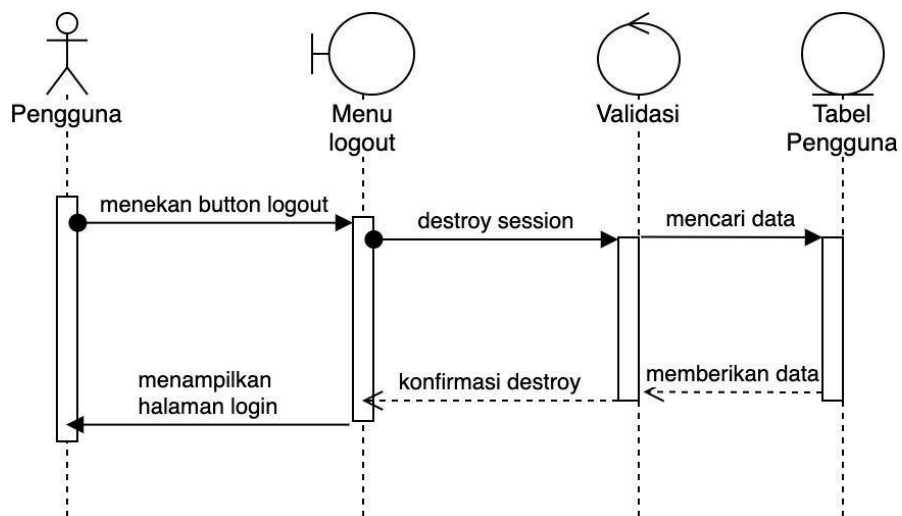 Pengguna
Menu
logout
Validasi
Tabel
Pengguna
menekan button logout
destroy session
mencari data
memberikan data
konfirmasi destroy
menampilkan
halaman login